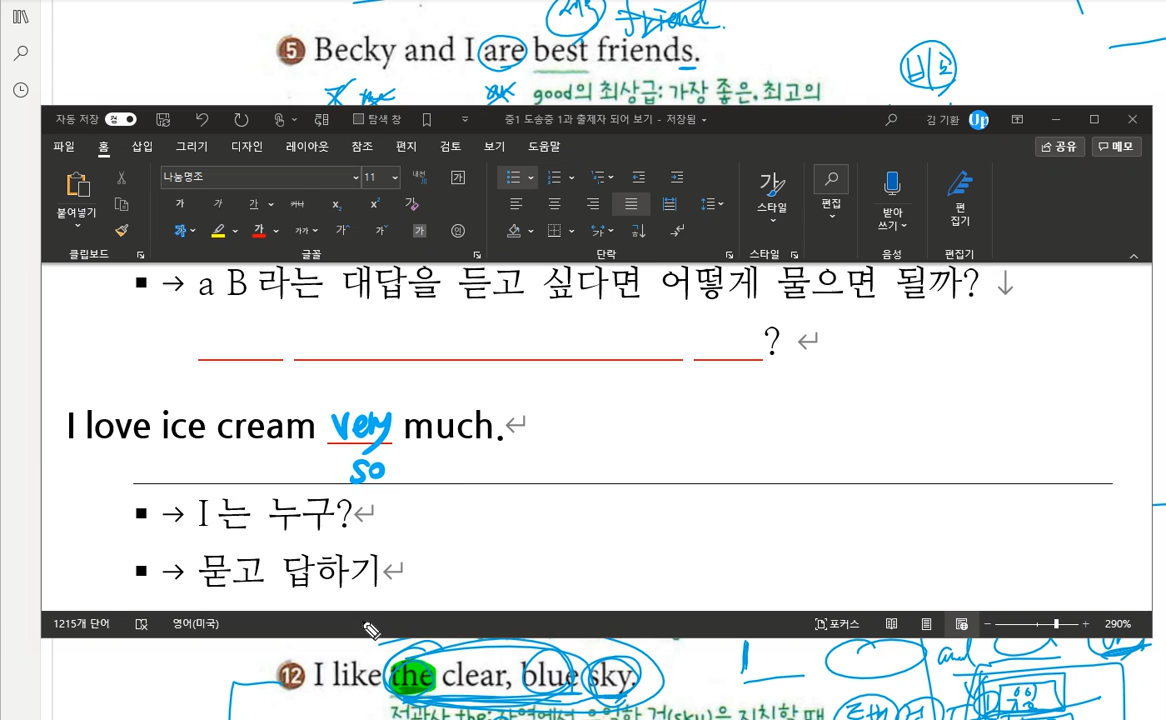 friend
5 Becky and I are best friends.
비교
good의 최상급: 가장 좋은, 최고의
자동 저장 중1 도송중 1과 출제자 되어 보기 - 저장됨 김 기환
탐색 창
파일 홈 삽입 그리기 디자인 레이아웃 참조 편지 검토 보기 도움말 공유 메모
나눔명조 11
붙여넣기 스타일 편집 받아쓰기 편집기
클립보드 글꼴 단락 스타일 음성 편집기
■ → a B 라는 대답을 듣고 싶다면 어떻게 물으면 될까? ↓
?
I love ice cream very much.
so
■ → I 는 누구?
■ → 묻고 답하기
1215개 단어 영어(미국) 포커스 290%
and
12 I like the clear, blue sky.